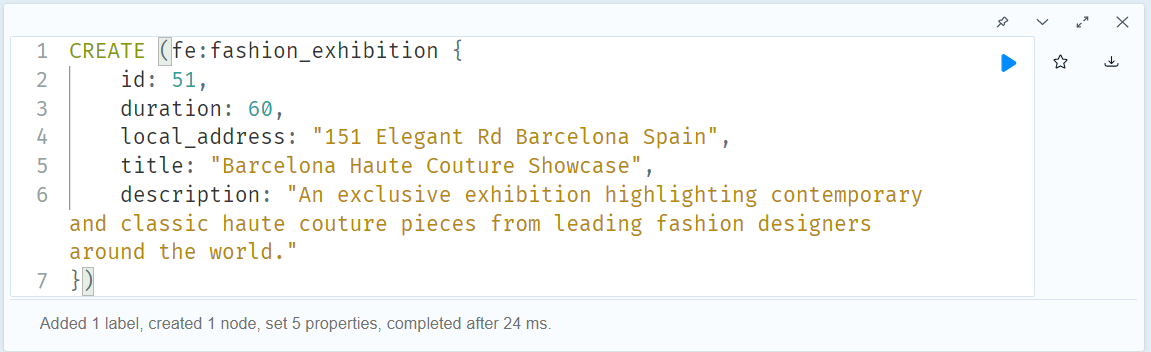 1 CREATE (fe:fashion_exhibition {
2 id: 51,
3 duration: 60,
4 local_address: "151 Elegant Rd Barcelona Spain",
5 title: "Barcelona Haute Couture Showcase",
6 description: "An exclusive exhibition highlighting contemporary
and classic haute couture pieces from leading fashion designers
around the world."
7 })
Added 1 label, created 1 node, set 5 properties, completed after 24 ms.